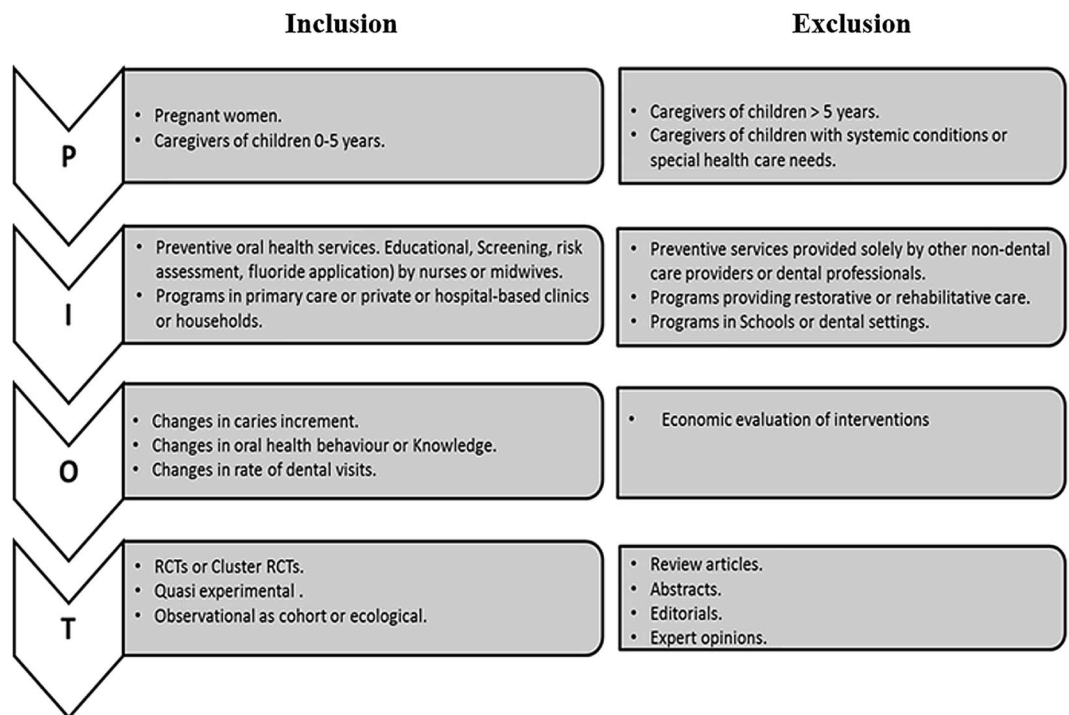 Inclusion
Exclusion
P
• Pregnant women.
• Caregivers of children 0-5 years.
• Caregivers of children > 5 years.
• Caregivers of children with systemic conditions or
special health care needs.
I
• Preventive oral health services. Educational, Screening, risk
assessment, fluoride application) by nurses or midwives.
• Programs in primary care or private or hospital-based clinics
or households.
• Preventive services provided solely by other non-dental
care providers or dental professionals.
• Programs providing restorative or rehabilitative care.
• Programs in Schools or dental settings.
O
• Changes in caries increment.
• Changes in oral health behaviour or Knowledge.
• Changes in rate of dental visits.
• Economic evaluation of interventions
T
• RCTs or Cluster RCTs.
• Quasi experimental .
• Observational as cohort or ecological.
• Review articles.
• Abstracts.
• Editorials.
• Expert opinions.